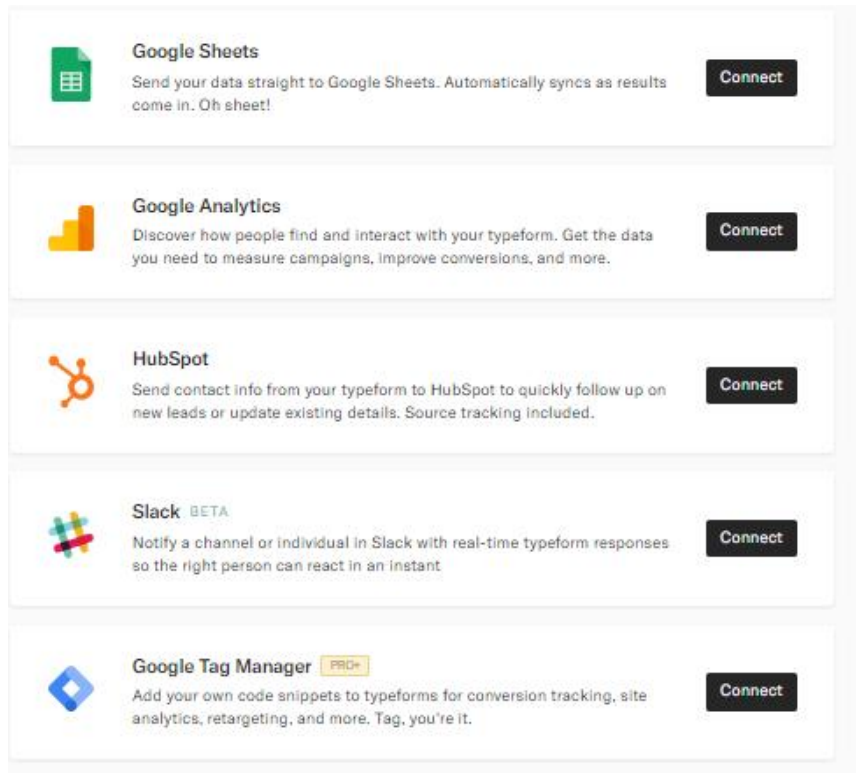 Google Sheets
Send your data straight to Google Sheets. Automatically syncs as results
come in. Oh sheet!
Connect
Google Analytics
Discover how people find and interact with your typeform. Get the data
you need to measure campaigns, improve conversions, and more.
Connect
HubSpot
Send contact info from your typeform to HubSpot to quickly follow up on
new leads or update existing details. Source tracking included.
Connect
Slack BETA
Notify a channel or individual in Slack with real-time typeform responses
so the right person can react in an instant
Connect
Google Tag Manager PRO+
Add your own code snippets to typeforms for conversion tracking, site
analytics, retargeting, and more. Tag, you're it.
Connect